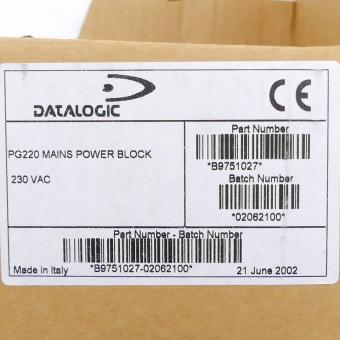 DATALOGIC
CE
PG220 MAINS POWER BLOCK
230 VAC
Part Number
*B9751027*
Batch Number
*02062100*
Part Number - Batch Number
*B9751027-02062100*
Made in Italy
21 June 2002